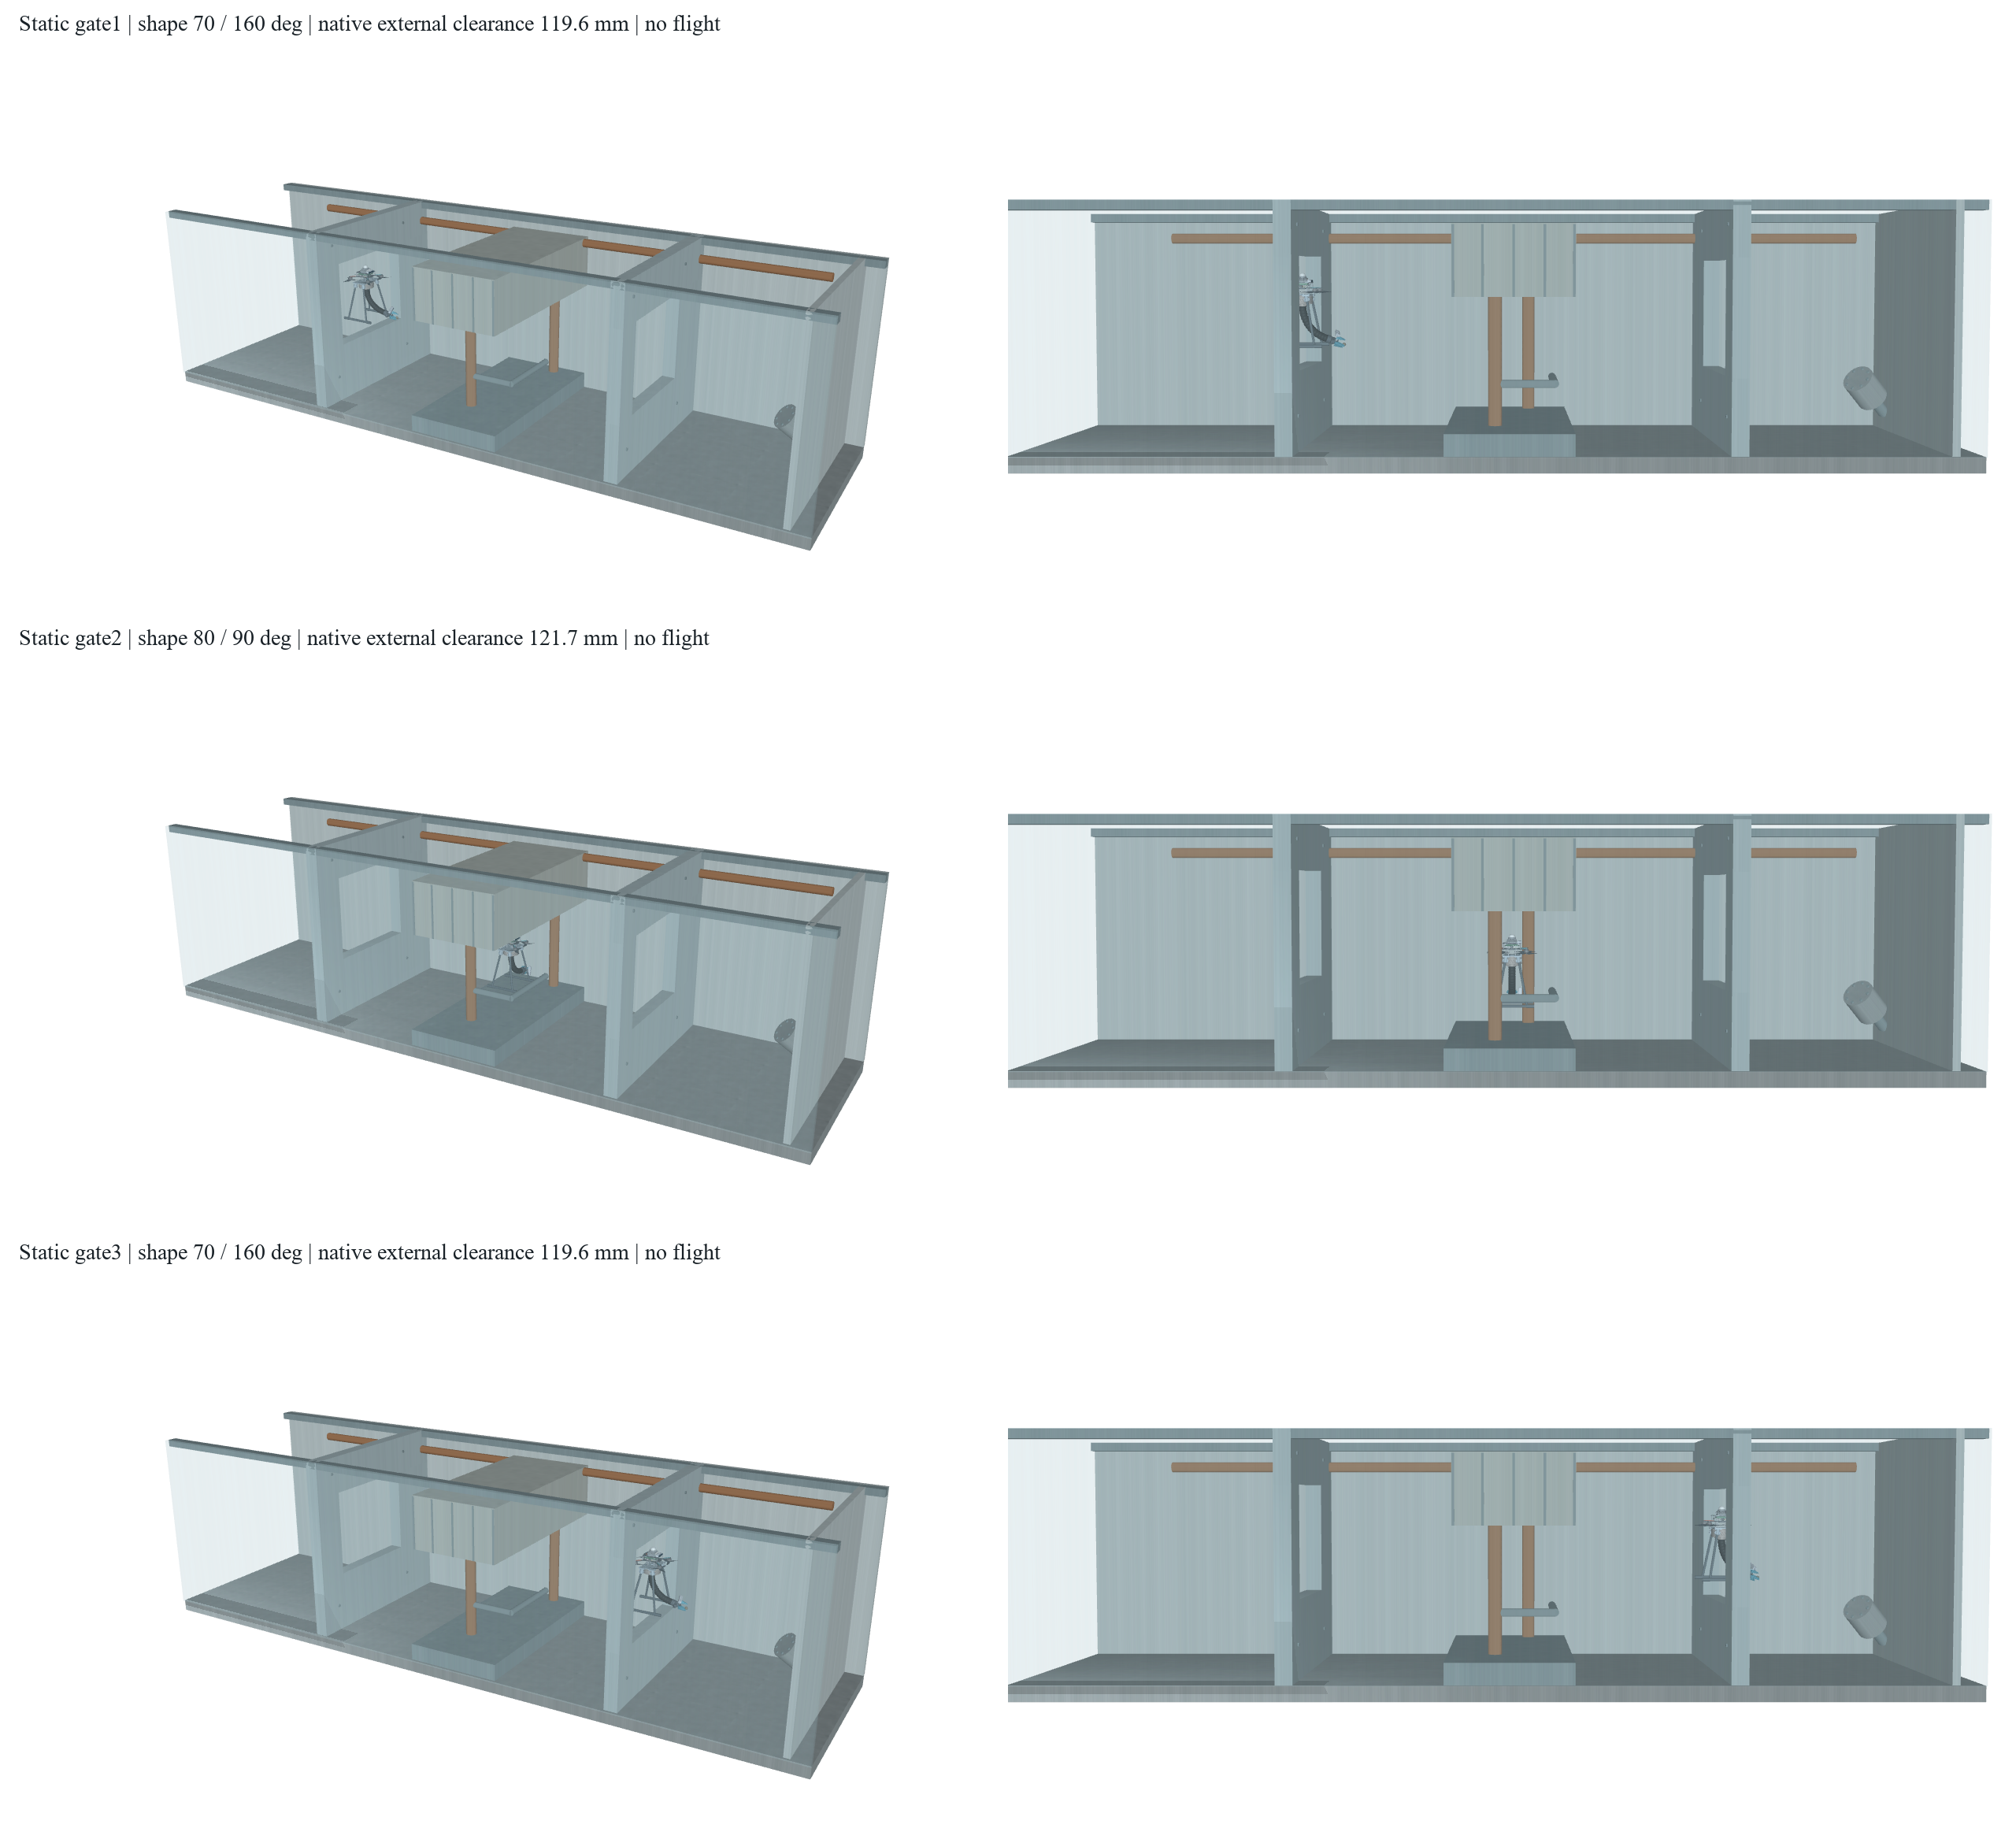 Static gate1 | shape 70 / 160 deg | native external clearance 119.6 mm | no flight
Static gate2 | shape 80 / 90 deg | native external clearance 121.7 mm | no flight
Static gate3 | shape 70 / 160 deg | native external clearance 119.6 mm | no flight